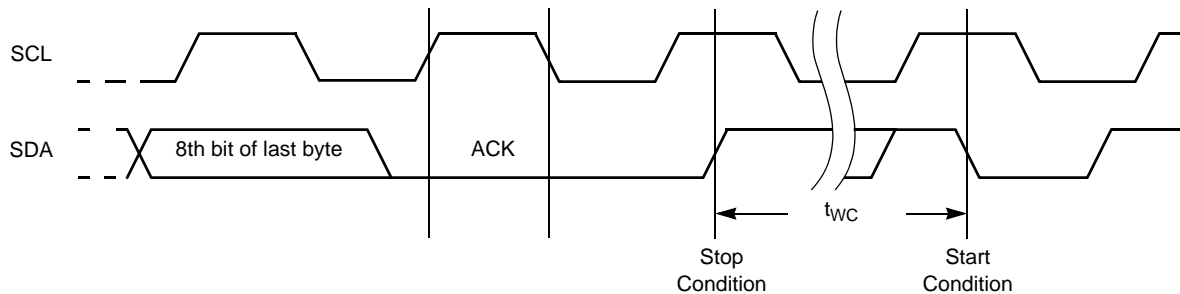 SCL
SDA
8th bit of last byte
ACK
tWC
Stop
Condition
Start
Condition